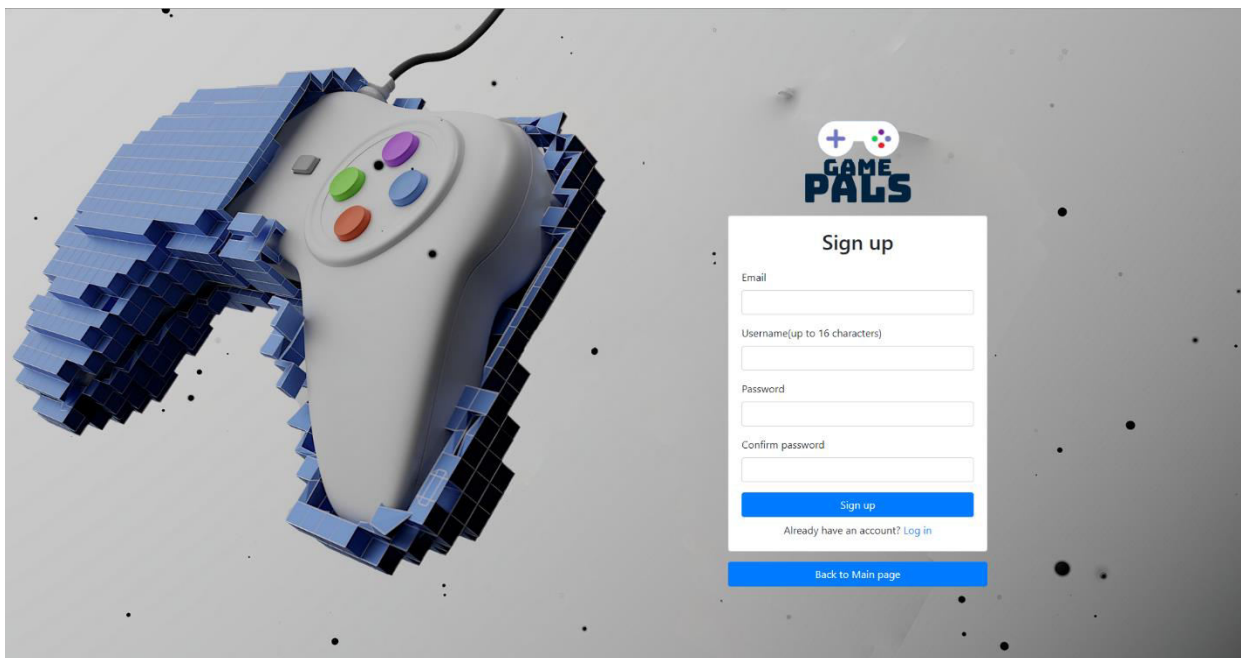 GAME
PALS
Sign up
Email
Username(up to 16 characters)
Password
Confirm password
Sign up
Already have an account? Log in
Back to Main page